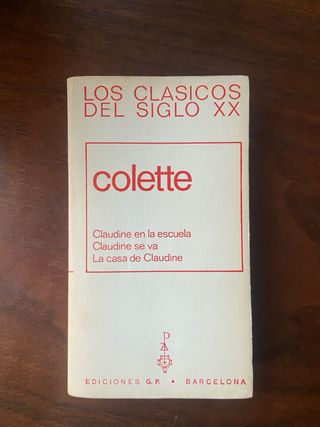 LOS CLASICOS
DEL SIGLO XX
colette
Claudine en la escuela
Claudine se va
La casa de Claudine
EDICIONES G.P. • BARCELONA